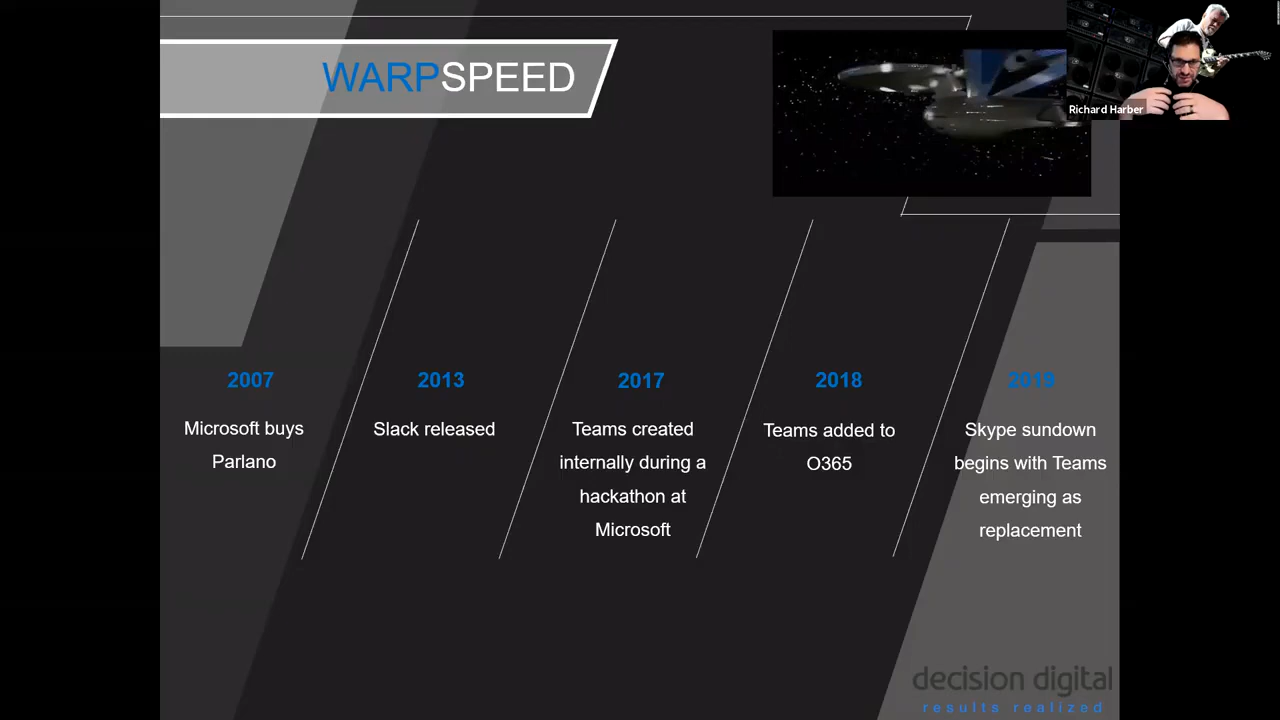 WARPSPEED
Richard Harber
2007
Microsoft buys
Parlano
2013
Slack released
2017
Teams created
internally during a
hackathon at
Microsoft
2018
Teams added to
O365
2019
Skype sundown
begins with Teams
emerging as
replacement
decision digital
results realized